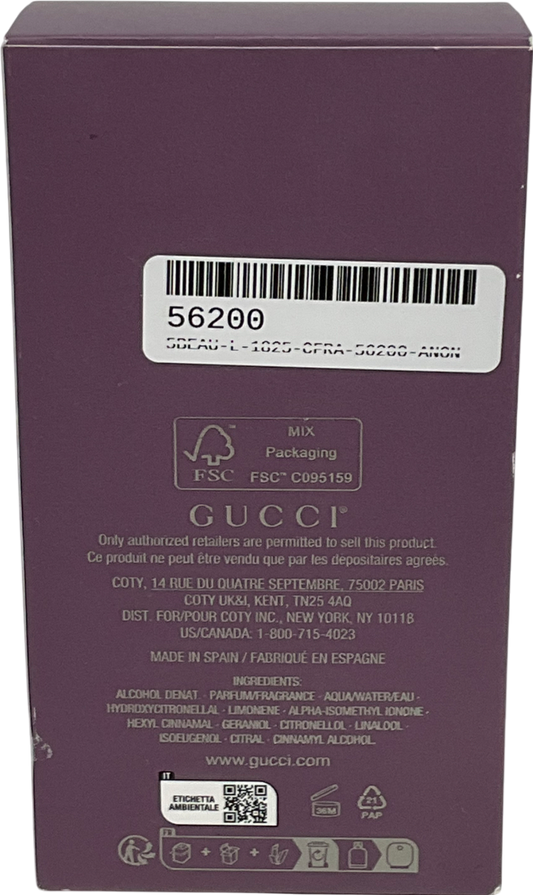 56200
5BEAU-L-1025-CFRA-56200-ANON
FSC™
MIX
Packaging
FSC™ C095159
GUCCI®
Only authorized retailers are permitted to sell this product.
Ce produit ne peut être vendu que par les dépositaires agréés.
COTY, 14 RUE DU QUATRE SEPTEMBRE, 75002 PARIS
COTY UK&I, KENT, TN25 4AQ
DIST. FOR/POUR COTY INC., NEW YORK, NY 10118
US/CANADA: 1-800-715-4023
MADE IN SPAIN / FABRIQUÉ EN ESPAGNE
INGREDIENTS:
ALCOHOL DENAT. · PARFUM/FRAGRANCE · AQUA/WATER/EAU ·
HYDROXYCITRONELLAL · LIMONENE · ALPHA-ISOMETHYL IONONE ·
HEXYL CINNAMAL · GERANIOL · CITRONELLOL · LINALOOL ·
ISOEUGENOL · CITRAL · CINNAMYL ALCOHOL.
www.gucci.com
IT
ETICHETTA
AMBIENTALE
36M
21
PAP
FR
+ +